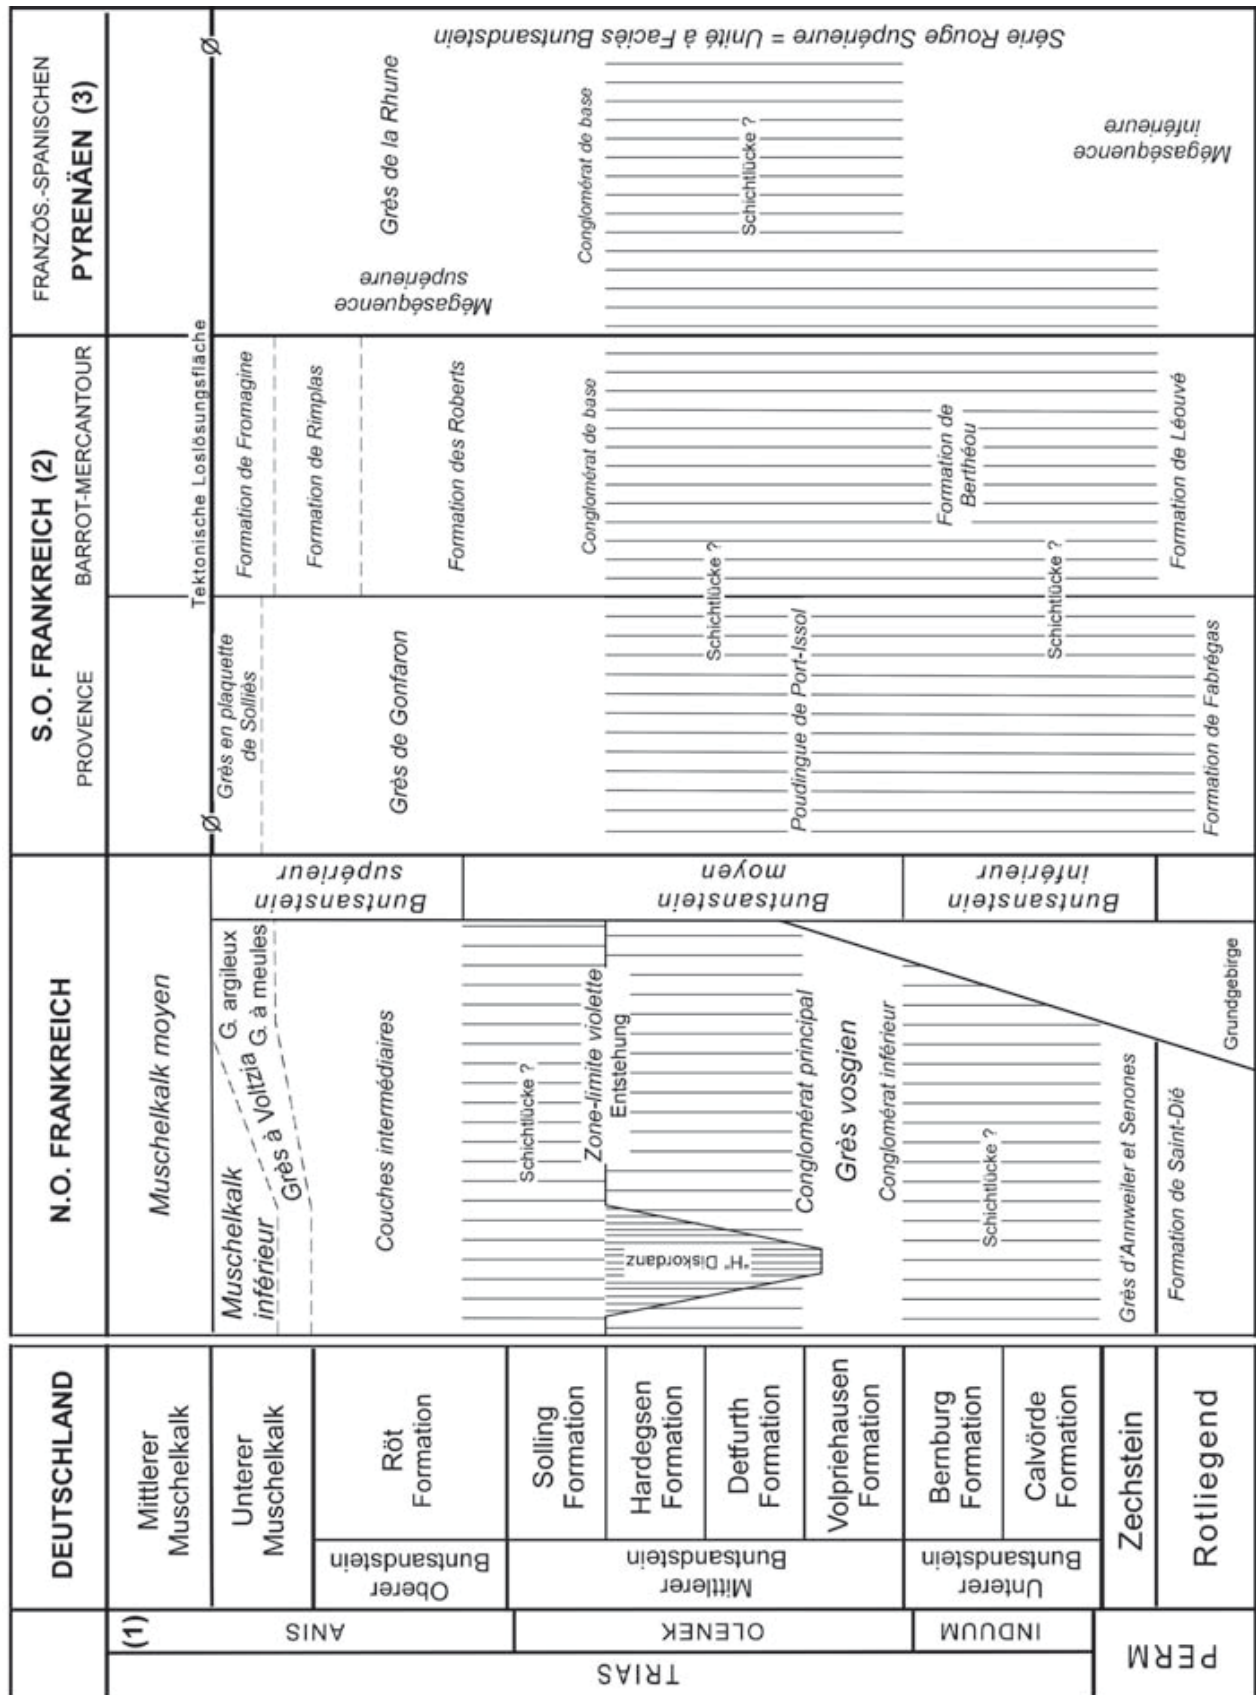 (1)
TRIAS
PERM
ANIS
OLENEK
INDUUM
DEUTSCHLAND
Mittlerer
Muschelkalk
Unterer
Muschelkalk
Oberer
Buntsandstein
Röt
Formation
Mittlerer
Buntsandstein
Solling
Formation
Hardegsen
Formation
Detfurth
Formation
Volpriehausen
Formation
Unterer
Buntsandstein
Bernburg
Formation
Calvörde
Formation
Zechstein
Rotliegend
N.O. FRANKREICH
Muschelkalk moyen
Muschelkalk
inférieur
Grès à Voltzia
G. argileux
G. à meules
Couches intermédiaires
Schichtlücke ?
Zone-limite violette
Entstehung
"H" Diskordanz
Conglomérat principal
Grès vosgien
Conglomérat inférieur
Schichtlücke ?
Grès d'Annweiler et Senones
Formation de Saint-Dié
Grundgebirge
Buntsanstein
supérieur
Buntsanstein
moyen
Buntsanstein
inférieur
S.O. FRANKREICH (2)
PROVENCE
Ø
Grès en plaquette
de Solliès
Grès de Gonfaron
Schichtlücke ?
Poudingue de Port-Issol
Schichtlücke ?
Formation de Fabrégas
BARROT-MERCANTOUR
Tektonische Loslösungsfläche
Formation de Fromagine
Formation de Rimplas
Formation des Roberts
Conglomérat de base
Formation de
Berthéou
Formation de Léouvé
FRANZÖS.-SPANISCHEN
PYRENÄEN (3)
Ø
Mégaséquence
supérieure
Grès de la Rhune
Conglomérat de base
Schichtlücke ?
Mégaséquence
inférieure
Série Rouge Supérieure = Unité à Faciès Buntsandstein